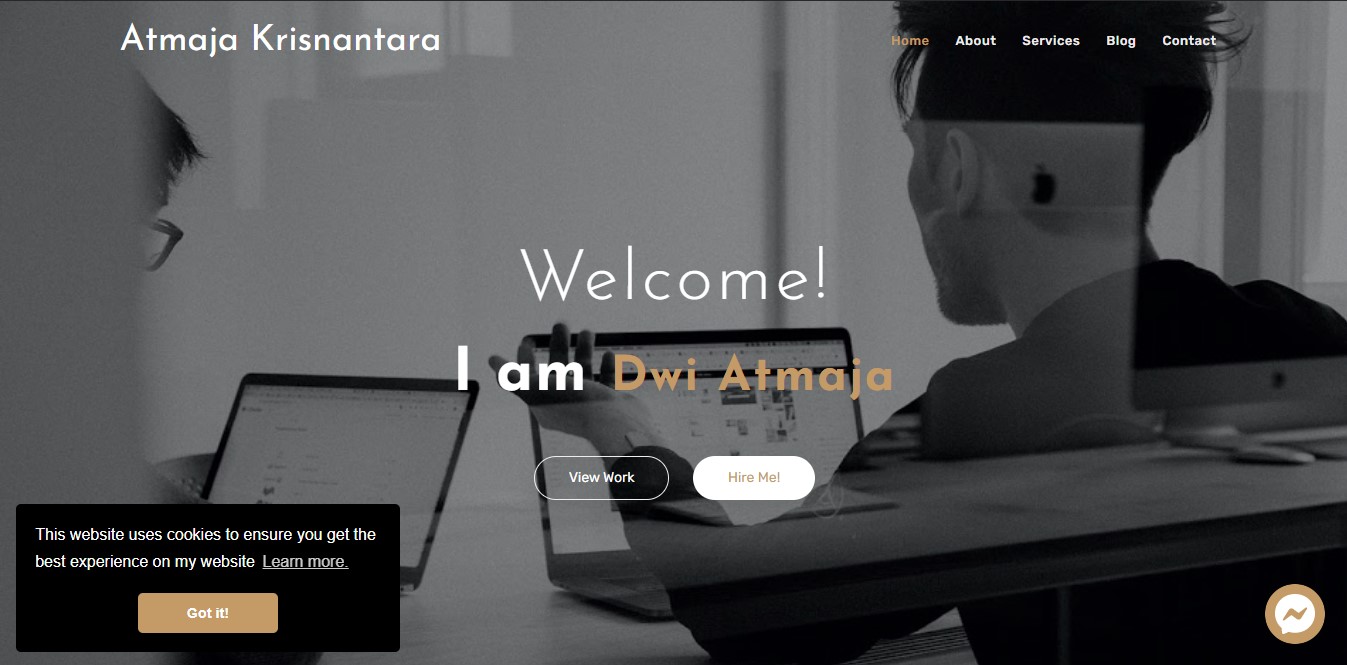 Atmaja Krisnantara
Home About Services Blog Contact
Welcome!
I am Dwi Atmaja
View Work Hire Me!
This website uses cookies to ensure you get the
best experience on my website Learn more.
Got it!